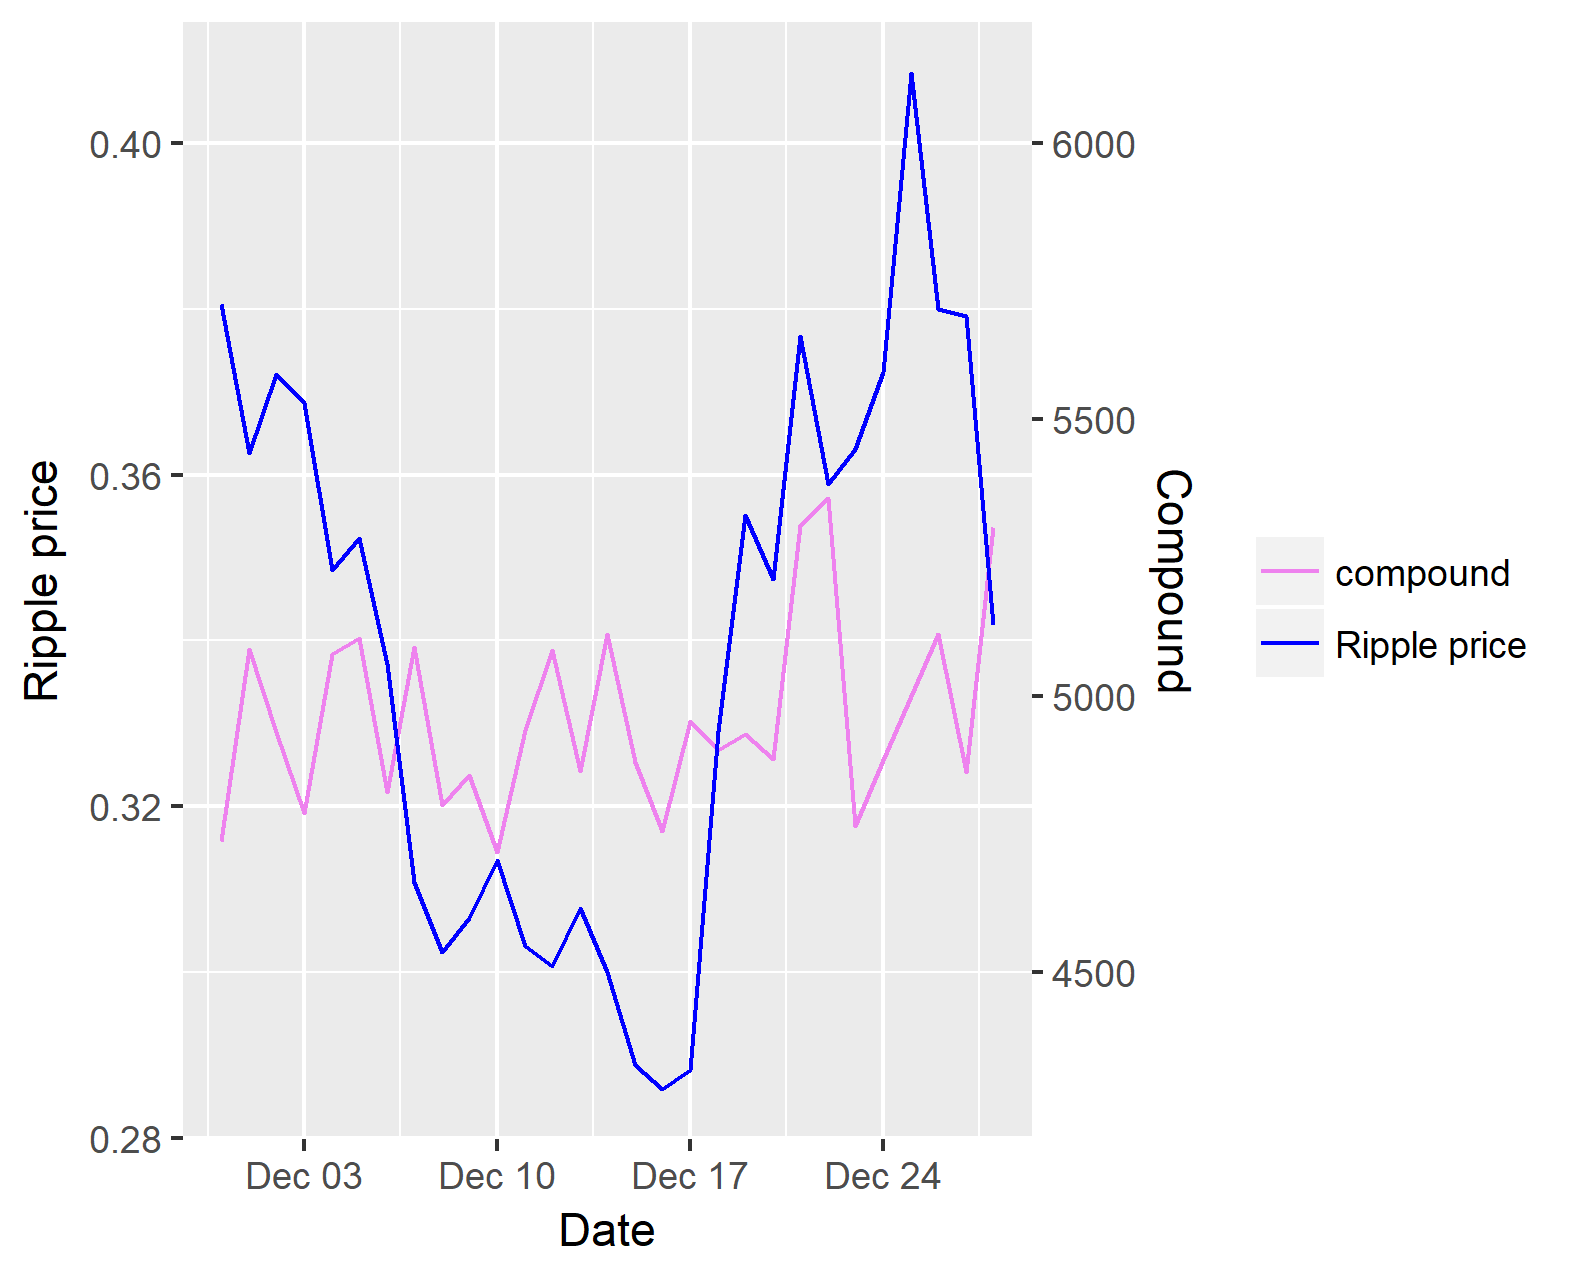 Ripple price
0.40
0.36
0.32
0.28
6000
5500
5000
4500
Compound
compound
Ripple price
Dec 03
Dec 10
Dec 17
Dec 24
Date